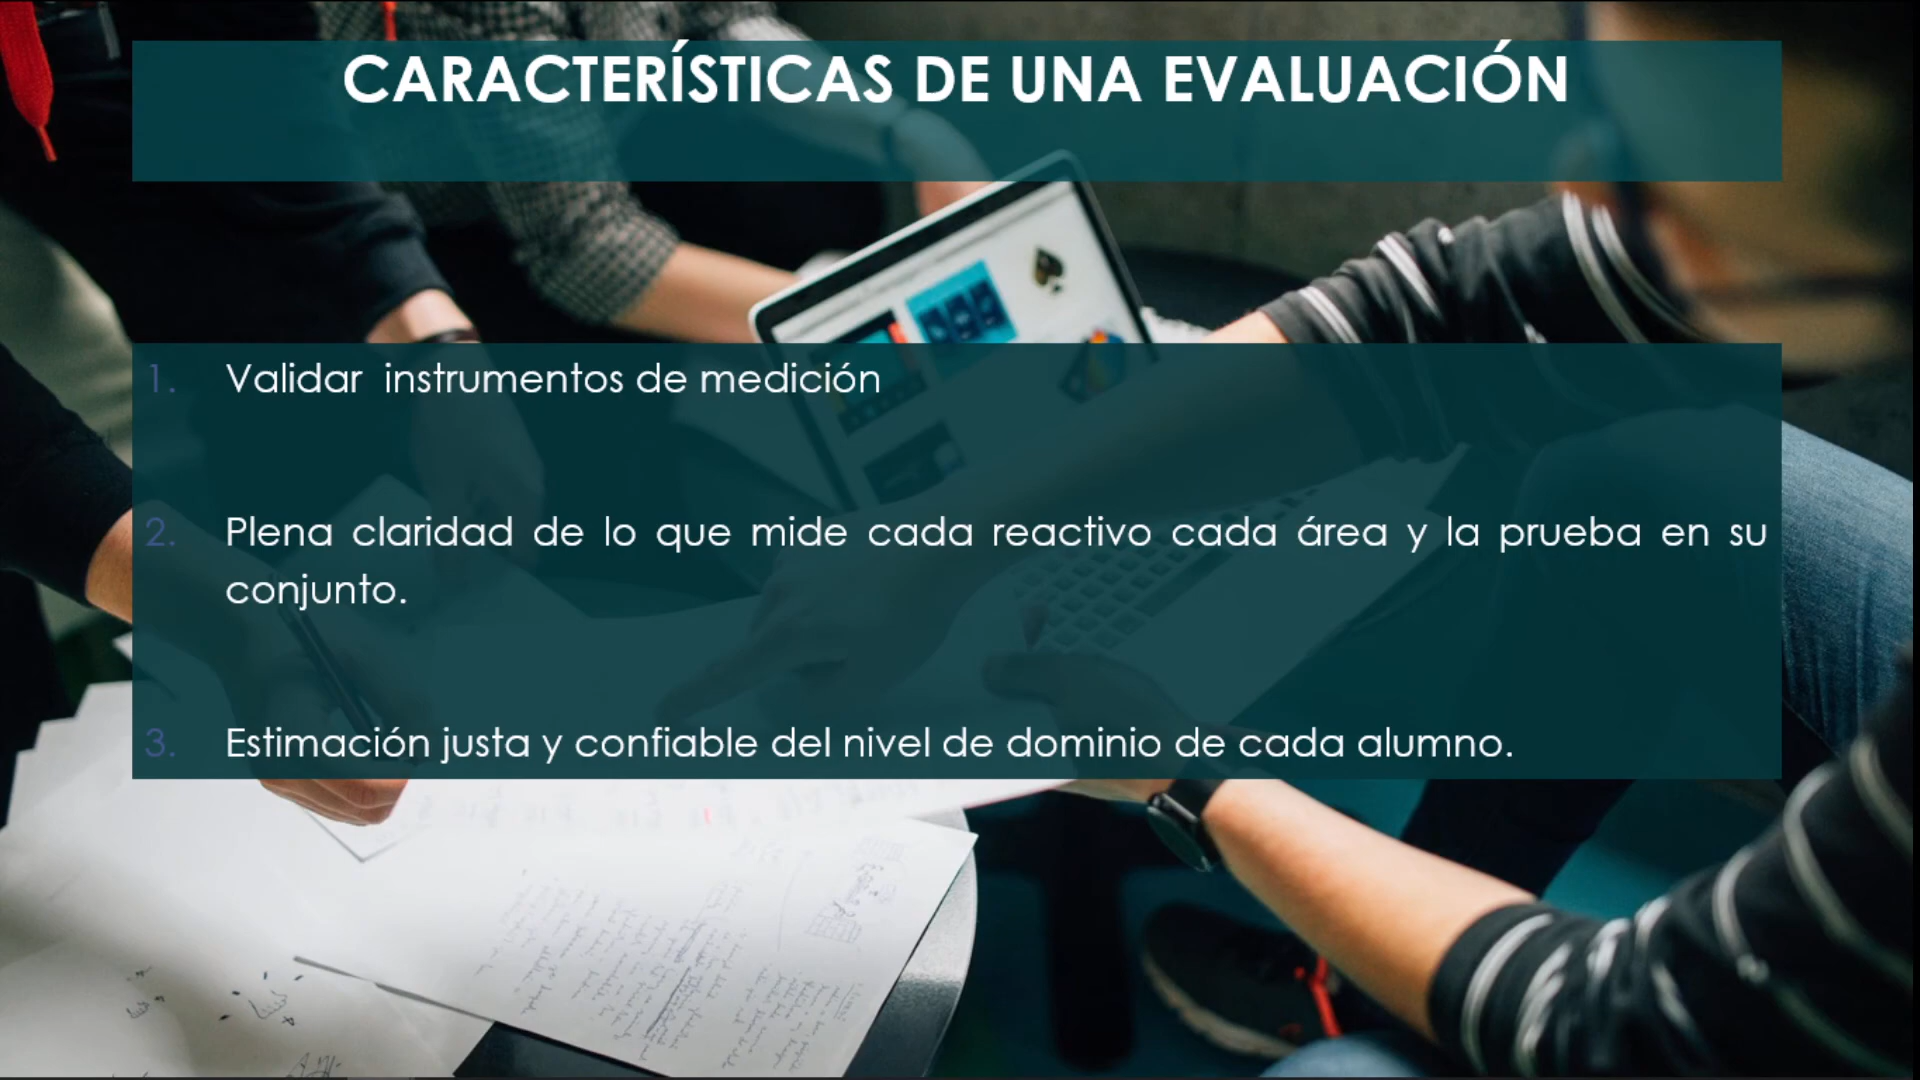 CARACTERÍSTICAS DE UNA EVALUACIÓN
1. Validar instrumentos de medición
2. Plena claridad de lo que mide cada reactivo cada área y la prueba en su
conjunto.
3. Estimación justa y confiable del nivel de dominio de cada alumno.